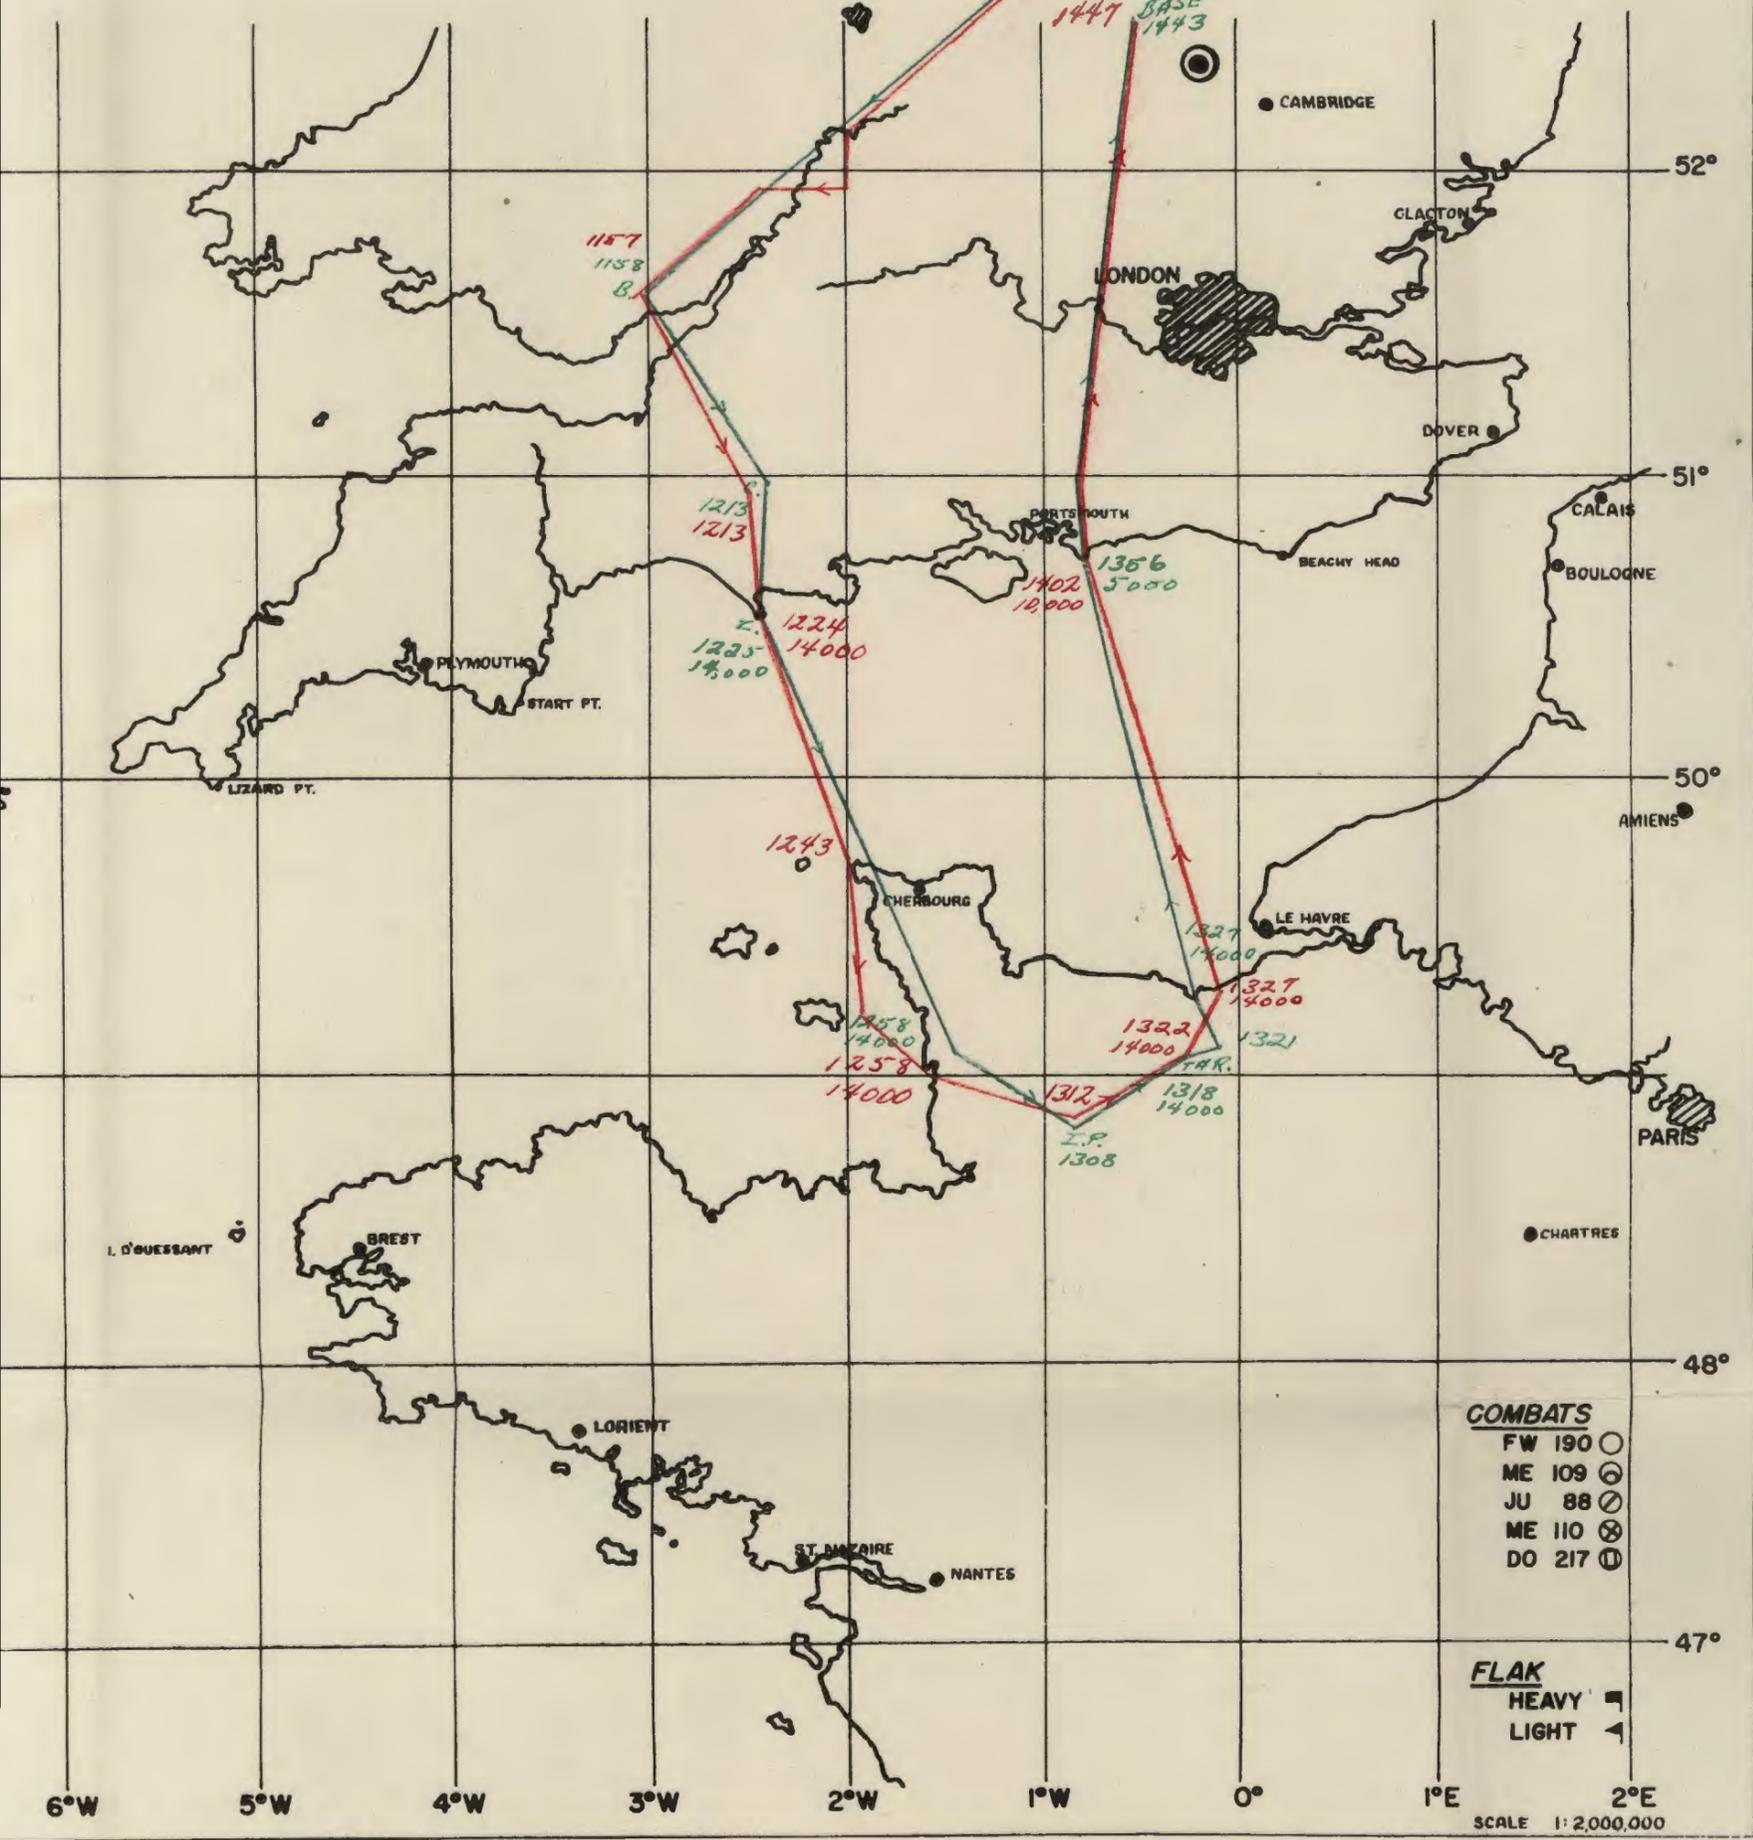 1447
BASE
1443
CAMBRIDGE
52°
CLACTON
1157
1158
B.
LONDON
DOVER
51°
C.
1213
1213
CALAIS
PORTSMOUTH
1356
5000
1402
10,000
BEACHY HEAD
BOULOGNE
1224
14000
1225
14,000
PLYMOUTH
START PT.
50°
LIZARD PT.
AMIENS
1243
CHERBOURG
LE HAVRE
1327
14000
1327
14000
1258
14000
1322
14000
1321
TAR.
1258
14000
1312
1318
14000
I.P.
1308
PARIS
I. D'OUESSANT
BREST
CHARTRES
48°
COMBATS
FW 190
ME 109
JU 88
ME 110
DO 217
LORIENT
ST. NAZAIRE
NANTES
47°
FLAK
HEAVY
LIGHT
6°W 5°W 4°W 3°W 2°W 1°W 0° 1°E 2°E
SCALE 1:2,000,000